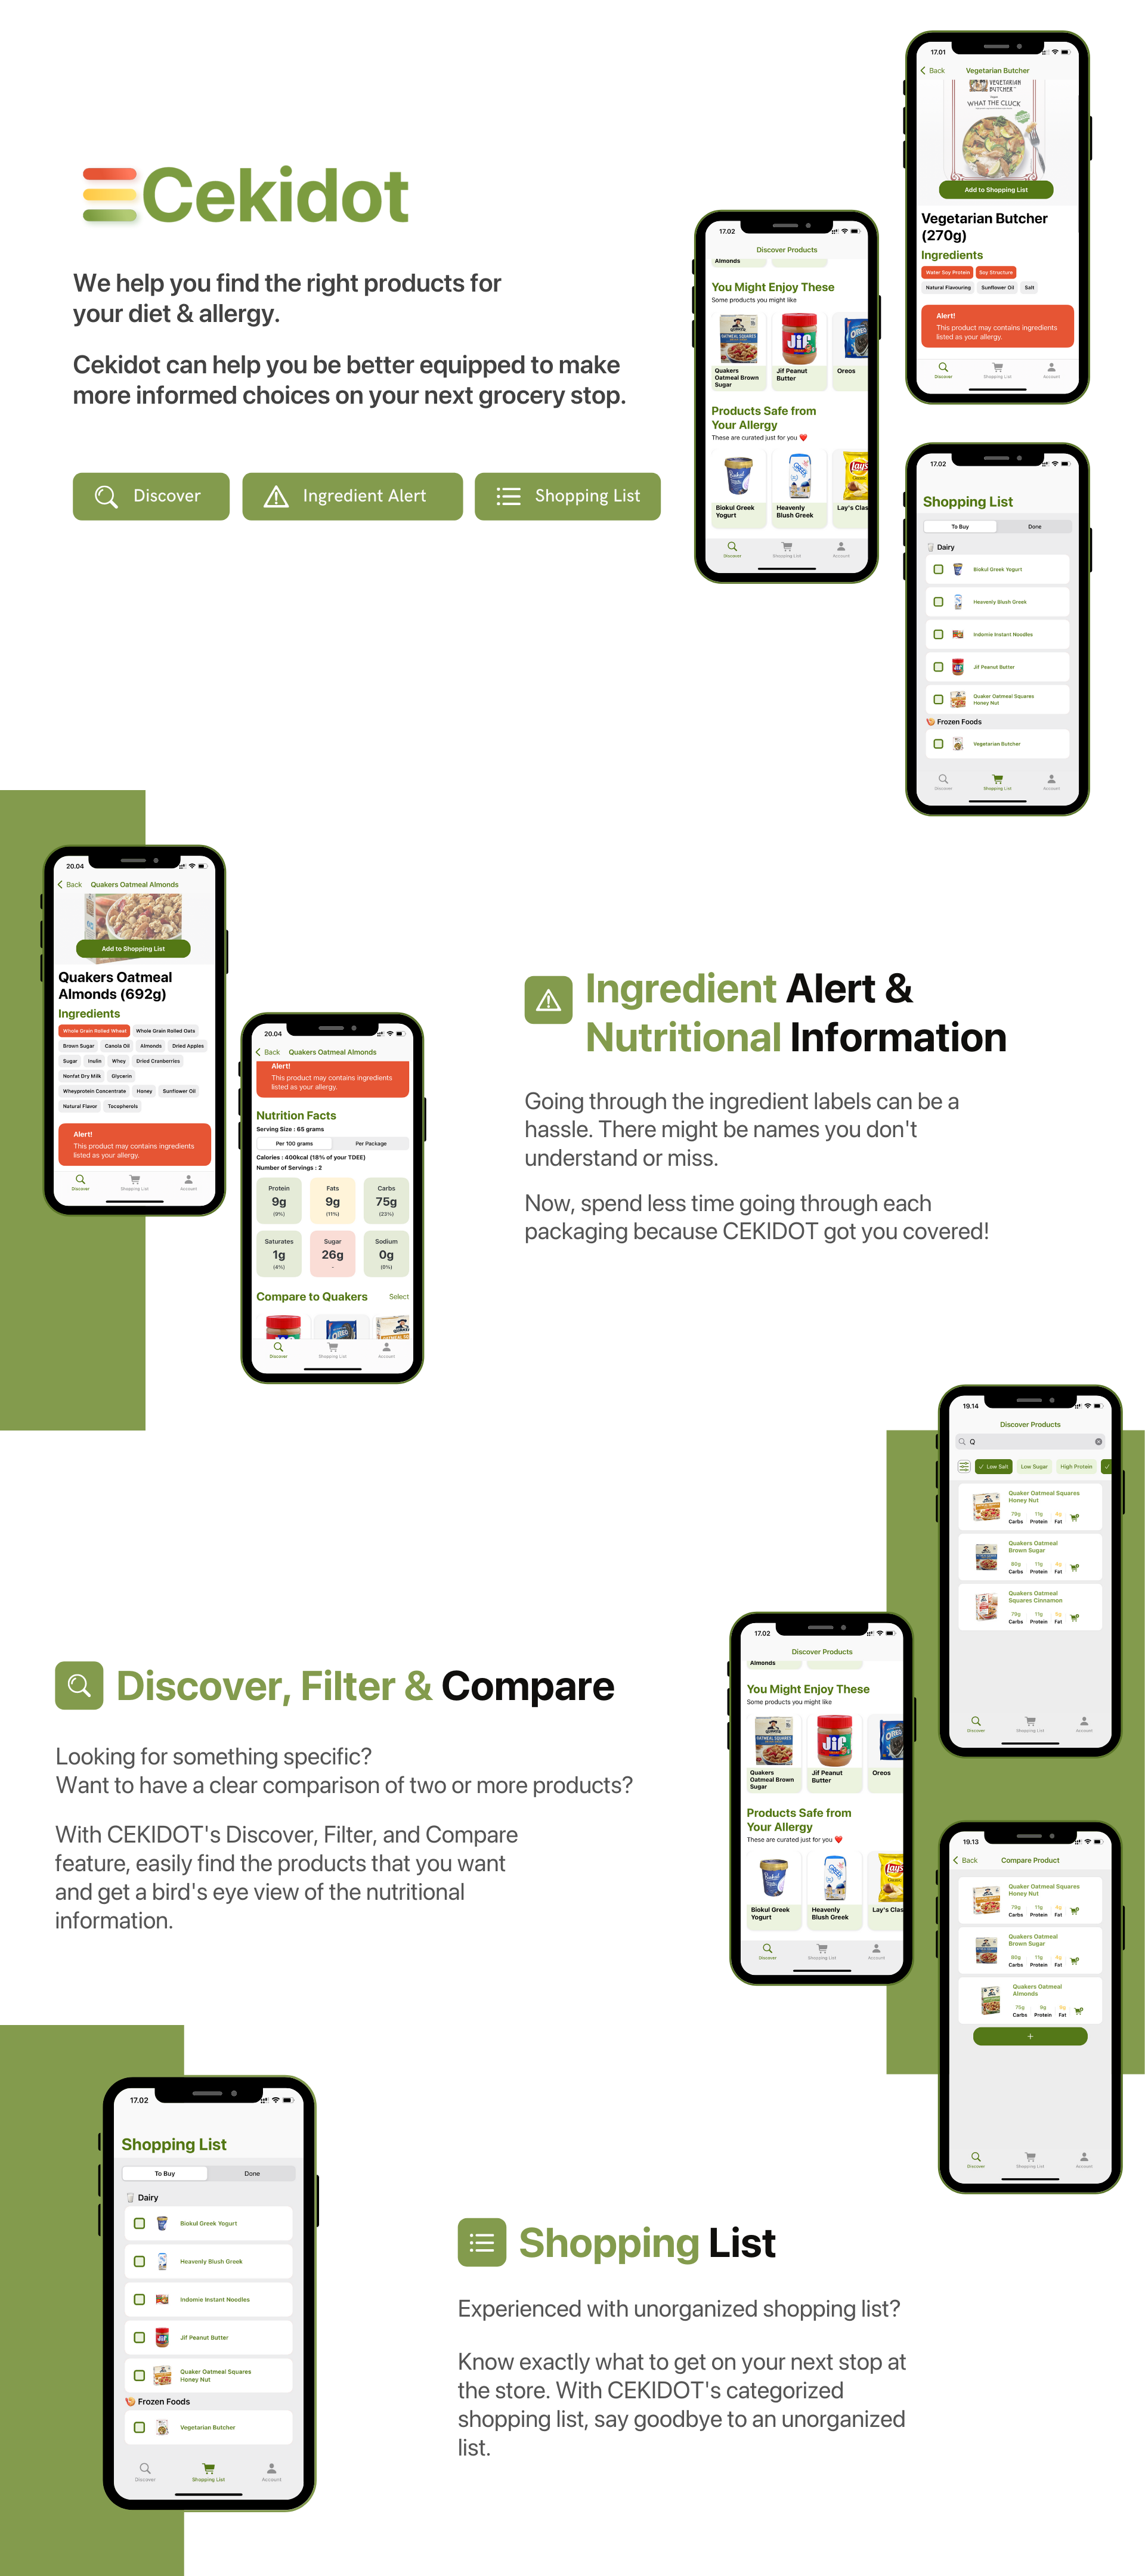 Cekidot
We help you find the right products for
your diet & allergy.
Cekidot can help you be better equipped to make
more informed choices on your next grocery stop.
Discover
Ingredient Alert
Shopping List
17.02
Discover Products
Almonds
You Might Enjoy These
Some products you might like
Jif
Quakers
Oatmeal Brown
Sugar
Jif Peanut
Butter
Oreos
Products Safe from
Your Allergy
These are curated just for you
Biokul Greek
Yogurt
Heavenly
Blush Greek
Lay's Clas
Discover
Shopping List
Account
17.01
Back
Vegetarian Butcher
VEGETARIAN
BUTCHER
WHAT THE CLUCK
Add to Shopping List
Vegetarian Butcher
(270g)
Ingredients
Water Soy Protein
Soy Structure
Natural Flavouring
Sunflower Oil
Salt
Alert!
This product may contains ingredients
listed as your allergy.
Discover
Shopping List
Account
17.02
Shopping List
To Buy
Done
Dairy
Biokul Greek Yogurt
Heavenly Blush Greek
Indomie Instant Noodles
Jif Peanut Butter
Quaker Oatmeal Squares
Honey Nut
Frozen Foods
Vegetarian Butcher
Discover
Shopping List
Account
20.04
Back
Quakers Oatmeal Almonds
Add to Shopping List
Quakers Oatmeal
Almonds (692g)
Ingredients
Whole Grain Rolled Wheat
Whole Grain Rolled Oats
Brown Sugar
Canola Oil
Almonds
Dried Apples
Sugar
Inulin
Whey
Dried Cranberries
Nonfat Dry Milk
Glycerin
Wheyprotein Concentrate
Honey
Sunflower Oil
Natural Flavor
Tocopherols
Alert!
This product may contains ingredients
listed as your allergy.
Discover
Shopping List
Account
20.04
Back
Quakers Oatmeal Almonds
Alert!
This product may contains ingredients
listed as your allergy.
Nutrition Facts
Serving Size : 65 grams
Per 100 grams
Per Package
Calories : 400kcal (18% of your TDEE)
Number of Servings : 2
Protein
9g
(9%)
Fats
9g
(11%)
Carbs
75g
(23%)
Saturates
1g
(4%)
Sugar
26g
-
Sodium
0g
(0%)
Compare to Quakers
Select
Discover
Shopping List
Account
Ingredient Alert &
Nutritional Information
Going through the ingredient labels can be a
hassle. There might be names you don't
understand or miss.
Now, spend less time going through each
packaging because CEKIDOT got you covered!
Discover, Filter & Compare
Looking for something specific?
Want to have a clear comparison of two or more products?
With CEKIDOT's Discover, Filter, and Compare
feature, easily find the products that you want
and get a bird's eye view of the nutritional
information.
17.02
Discover Products
Almonds
You Might Enjoy These
Some products you might like
Jif
Quakers
Oatmeal Brown
Sugar
Jif Peanut
Butter
Oreos
Products Safe from
Your Allergy
These are curated just for you
Biokul Greek
Yogurt
Heavenly
Blush Greek
Lay's Clas
Discover
Shopping List
Account
19.14
Discover Products
Q
Low Salt
Low Sugar
High Protein
Quaker Oatmeal Squares
Honey Nut
79g
11g
Carbs
Protein
Fat
Quakers Oatmeal
Brown Sugar
80g
11g
Carbs
Protein
Fat
Quakers Oatmeal
Squares Cinnamon
79g
11g
Carbs
Protein
Fat
Discover
Shopping List
Account
19.13
Back
Compare Product
Quaker Oatmeal Squares
Honey Nut
79g
11g
Carbs
Protein
Fat
Quakers Oatmeal
Brown Sugar
80g
11g
Carbs
Protein
Fat
Quakers Oatmeal
Almonds
75g
9g
Carbs
Protein
Fat
+
Discover
Shopping List
Account
17.02
Shopping List
To Buy
Done
Dairy
Biokul Greek Yogurt
Heavenly Blush Greek
Indomie Instant Noodles
Jif Peanut Butter
Quaker Oatmeal Squares
Honey Nut
Frozen Foods
Vegetarian Butcher
Discover
Shopping List
Account
Shopping List
Experienced with unorganized shopping list?
Know exactly what to get on your next stop at
the store. With CEKIDOT's categorized
shopping list, say goodbye to an unorganized
list.